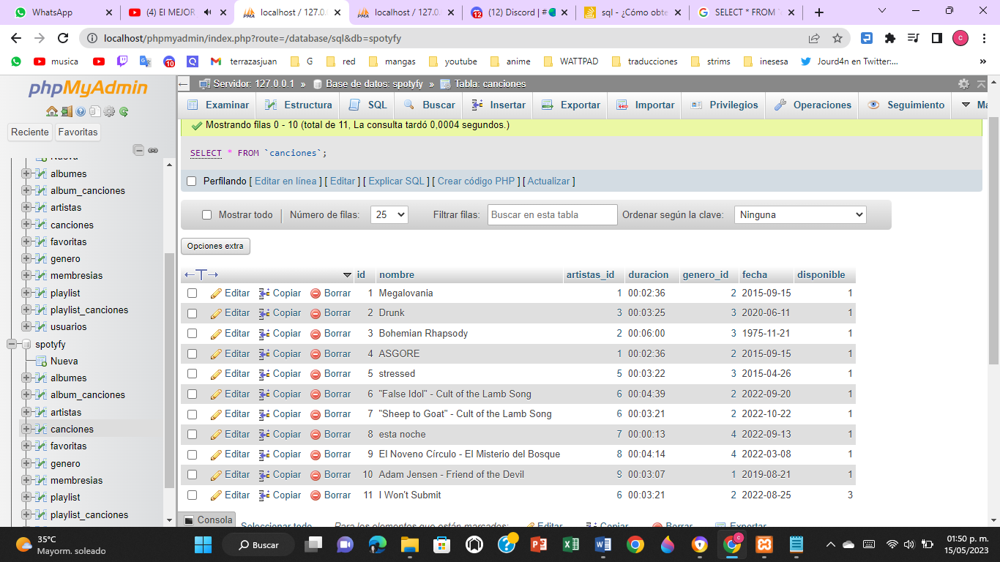 WhatsApp
(4) El MEJOR
localhost / 127.0.
localhost / 127.0.
(12) Discord | #
sql - ¿Cómo obte
SELECT * FROM
localhost/phpmyadmin/index.php?route=/database/sql&db=spotyfy
musica
10
terrazasjuan
G
red
mangas
youtube
anime
WATTPAD
traducciones
strims
inesesa
Jourd4n en Twitter:...
phpMyAdmin
Reciente
Favoritas
Nueva
albumes
album_canciones
artistas
canciones
favoritas
genero
membresias
playlist
playlist_canciones
usuarios
spotyfy
Nueva
albumes
album_canciones
artistas
canciones
favoritas
genero
membresias
playlist
playlist_canciones
Servidor: 127.0.0.1 » Base de datos: spotyfy » Tabla: canciones
Examinar Estructura SQL Buscar Insertar Exportar Importar Privilegios Operaciones Seguimiento Má
Mostrando filas 0 - 10 (total de 11, La consulta tardó 0,0004 segundos.)
SELECT * FROM `canciones`;
Perfilando [ Editar en línea ] [ Editar ] [ Explicar SQL ] [ Crear código PHP ] [ Actualizar ]
Mostrar todo Número de filas: 25 Filtrar filas: Buscar en esta tabla Ordenar según la clave: Ninguna
Opciones extra
id nombre artistas_id duracion genero_id fecha disponible
Editar Copiar Borrar 1 Megalovania 1 00:02:36 2 2015-09-15 1
Editar Copiar Borrar 2 Drunk 3 00:03:25 3 2020-06-11 1
Editar Copiar Borrar 3 Bohemian Rhapsody 2 00:06:00 3 1975-11-21 1
Editar Copiar Borrar 4 ASGORE 1 00:02:36 2 2015-09-15 1
Editar Copiar Borrar 5 stressed 5 00:03:22 3 2015-04-26 1
Editar Copiar Borrar 6 "False Idol" - Cult of the Lamb Song 6 00:04:39 2 2022-09-20 1
Editar Copiar Borrar 7 "Sheep to Goat" - Cult of the Lamb Song 6 00:03:21 2 2022-10-22 1
Editar Copiar Borrar 8 esta noche 7 00:00:13 4 2022-09-13 1
Editar Copiar Borrar 9 El Noveno Círculo - El Misterio del Bosque 8 00:04:14 4 2022-03-08 1
Editar Copiar Borrar 10 Adam Jensen - Friend of the Devil 9 00:03:07 1 2019-08-21 1
Editar Copiar Borrar 11 I Won't Submit 6 00:03:21 2 2022-08-25 3
Consola
Seleccionar todo Para los elementos que están marcados: Editar Copiar Borrar Exportar
35°C
Mayorm. soleado
Buscar
01:50 p. m.
15/05/2023